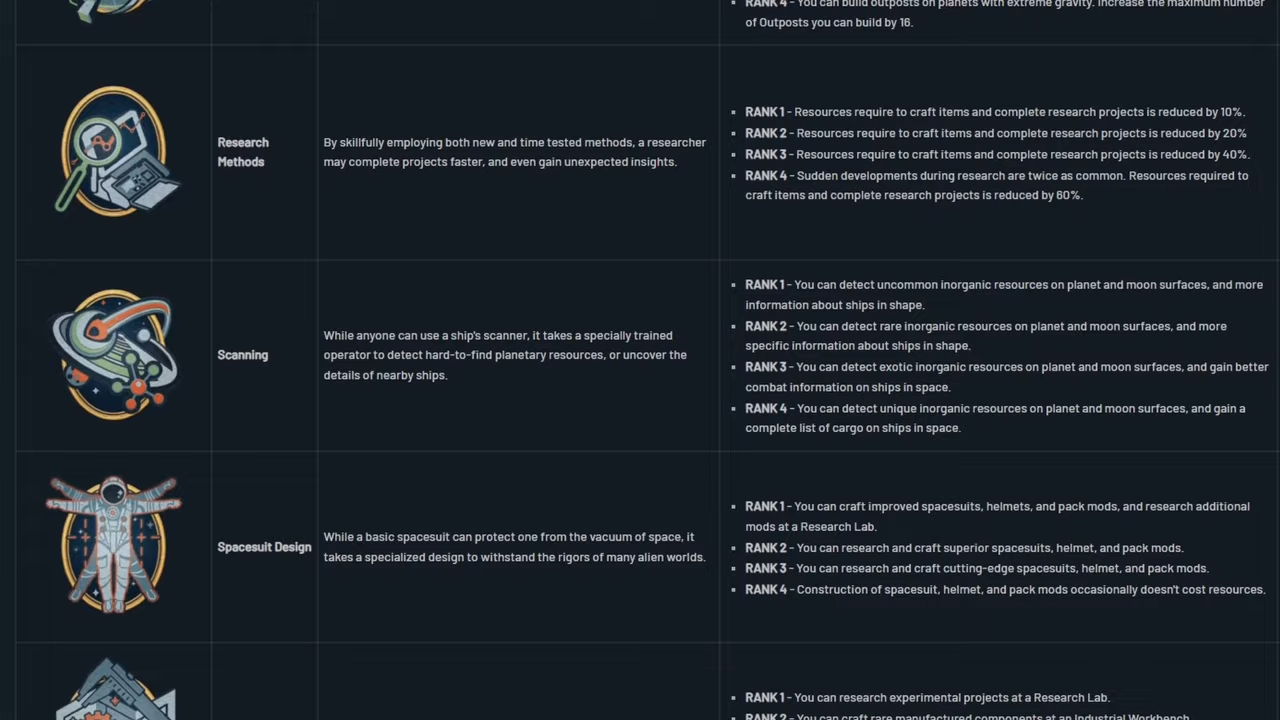 RANK 4 - You can build outposts on planets with extreme gravity. Increase the maximum number
of Outposts you can build by 16.
Research
Methods
By skillfully employing both new and time tested methods, a researcher
may complete projects faster, and even gain unexpected insights.
RANK 1 - Resources require to craft items and complete research projects is reduced by 10%.
RANK 2 - Resources require to craft items and complete research projects is reduced by 20%
RANK 3 - Resources require to craft items and complete research projects is reduced by 40%.
RANK 4 - Sudden developments during research are twice as common. Resources required to
craft items and complete research projects is reduced by 60%.
Scanning
While anyone can use a ship's scanner, it takes a specially trained
operator to detect hard-to-find planetary resources, or uncover the
details of nearby ships.
RANK 1 - You can detect uncommon inorganic resources on planet and moon surfaces, and more
information about ships in shape.
RANK 2 - You can detect rare inorganic resources on planet and moon surfaces, and more
specific information about ships in shape.
RANK 3 - You can detect exotic inorganic resources on planet and moon surfaces, and gain better
combat information on ships in space.
RANK 4 - You can detect unique inorganic resources on planet and moon surfaces, and gain a
complete list of cargo on ships in space.
Spacesuit Design
While a basic spacesuit can protect one from the vacuum of space, it
takes a specialized design to withstand the rigors of many alien worlds.
RANK 1 - You can craft improved spacesuits, helmets, and pack mods, and research additional
mods at a Research Lab.
RANK 2 - You can research and craft superior spacesuits, helmet, and pack mods.
RANK 3 - You can research and craft cutting-edge spacesuits, helmet, and pack mods.
RANK 4 - Construction of spacesuit, helmet, and pack mods occasionally doesn't cost resources.
RANK 1 - You can research experimental projects at a Research Lab.
RANK 2 - You can craft rare manufactured components at an Industrial Workbench.